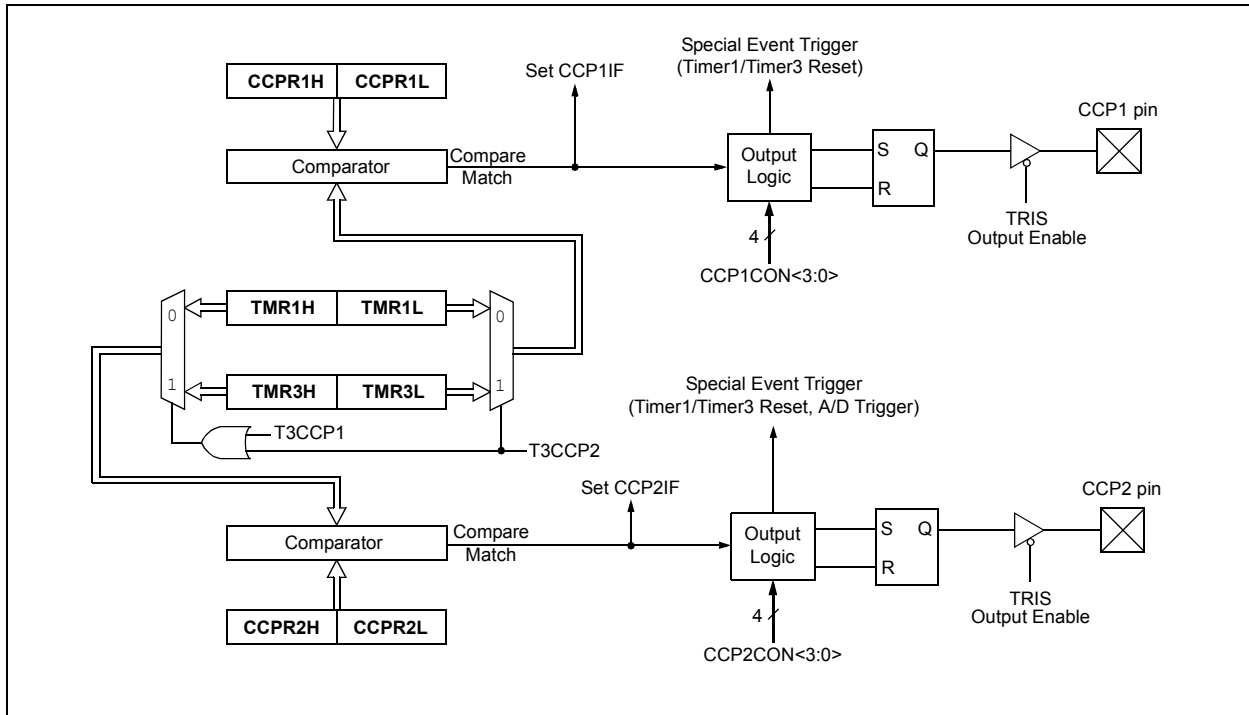 Special Event Trigger
(Timer1/Timer3 Reset)
Set CCP1IF
CCPR1H CCPR1L
CCP1 pin
Comparator
Compare
Match
Output
Logic
S Q
R
TRIS
Output Enable
4
CCP1CON<3:0>
0 TMR1H TMR1L 0
1 TMR3H TMR3L 1
T3CCP1
T3CCP2
Special Event Trigger
(Timer1/Timer3 Reset, A/D Trigger)
Set CCP2IF
CCP2 pin
Comparator
Compare
Match
Output
Logic
S Q
R
TRIS
Output Enable
4
CCPR2H CCPR2L
CCP2CON<3:0>